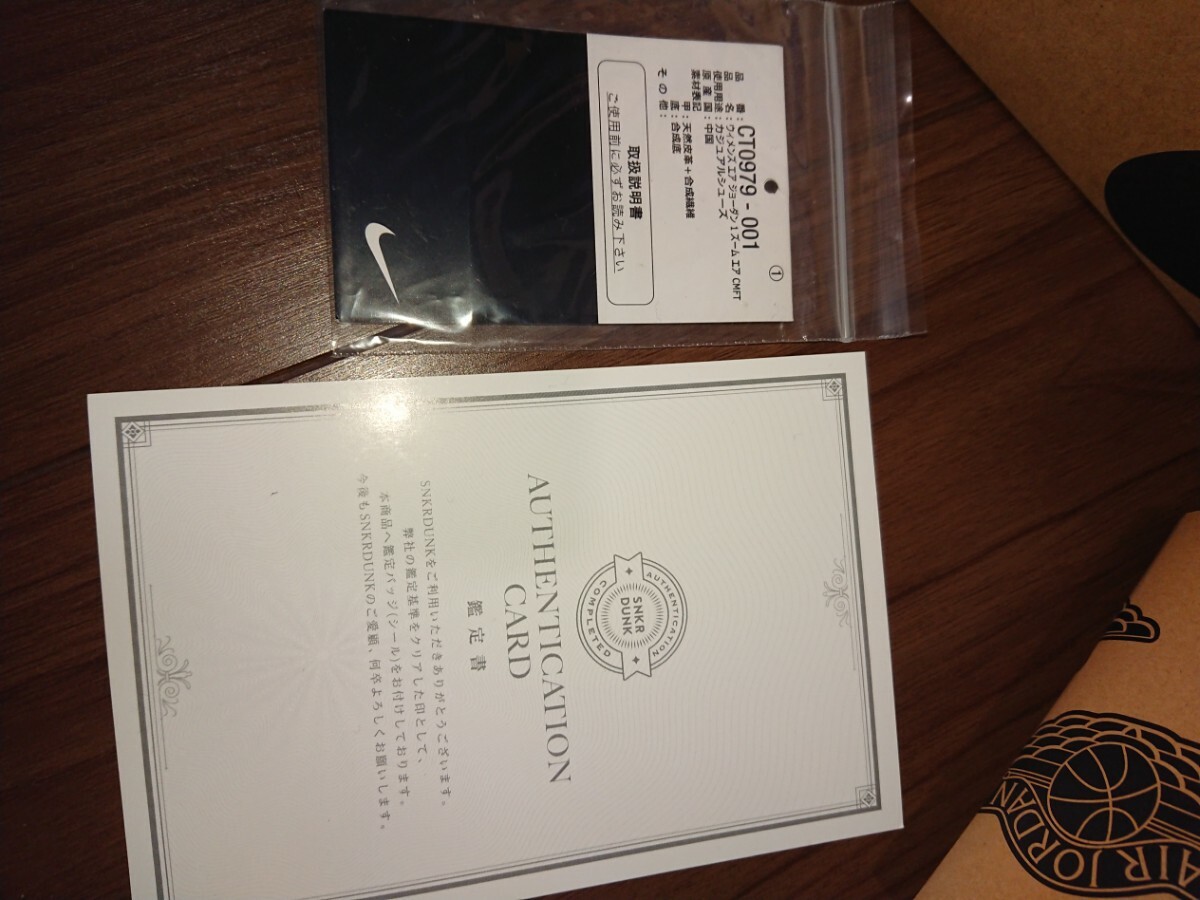 ①
品番：CT0979-001
品名：ウィメンズ エア ジョーダン 1 ズーム エア CMFT
使用用途：カジュアルシューズ
原産国：中国
素材表記 甲：天然皮革＋合成繊維
底：合成底
その他：
取扱説明書
ご使用前に必ずお読み下さい
AUTHENTICATION
SNKR
DUNK
COMPLETED
AUTHENTICATION
CARD
鑑定書
SNKRDUNKをご利用いただきありがとうございます。
弊社の鑑定基準をクリアした印として、
本商品へ鑑定バッジ(シール)をお付けしております。
今後もSNKRDUNKのご愛顧、何卒よろしくお願いします。
AIR JORDAN